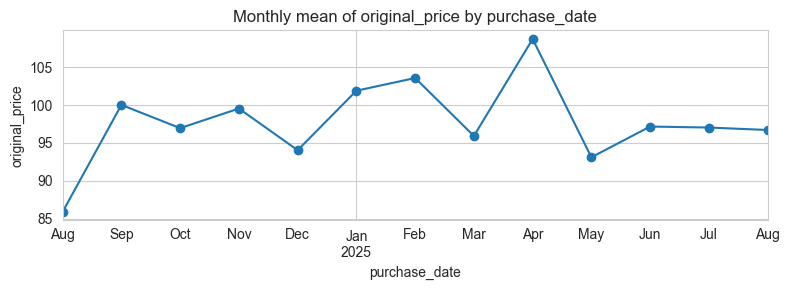 Monthly mean of original_price by purchase_date
original_price
105
100
95
90
85
Aug Sep Oct Nov Dec Jan Feb Mar Apr May Jun Jul Aug
2025
purchase_date